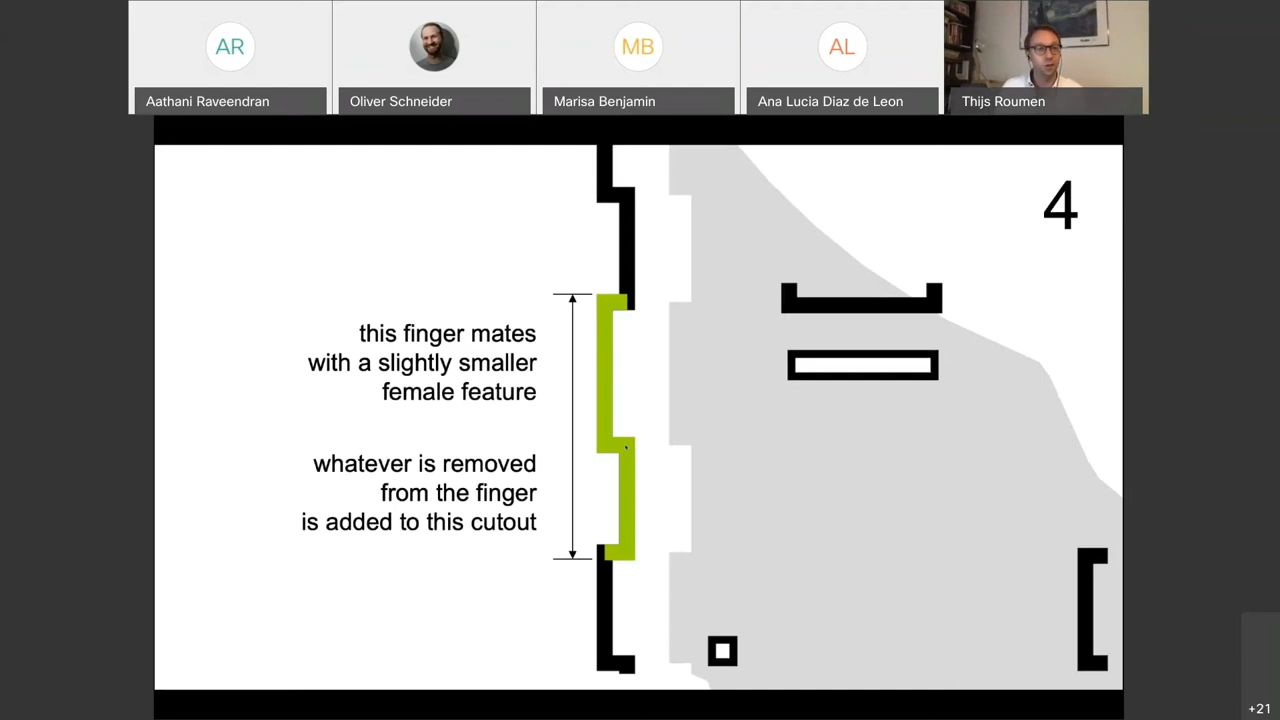 AR
MB
AL
Aathani Raveendran
Oliver Schneider
Marisa Benjamin
Ana Lucia Diaz de Leon
Thijs Roumen
4
this finger mates
with a slightly smaller
female feature
whatever is removed
from the finger
is added to this cutout
+21